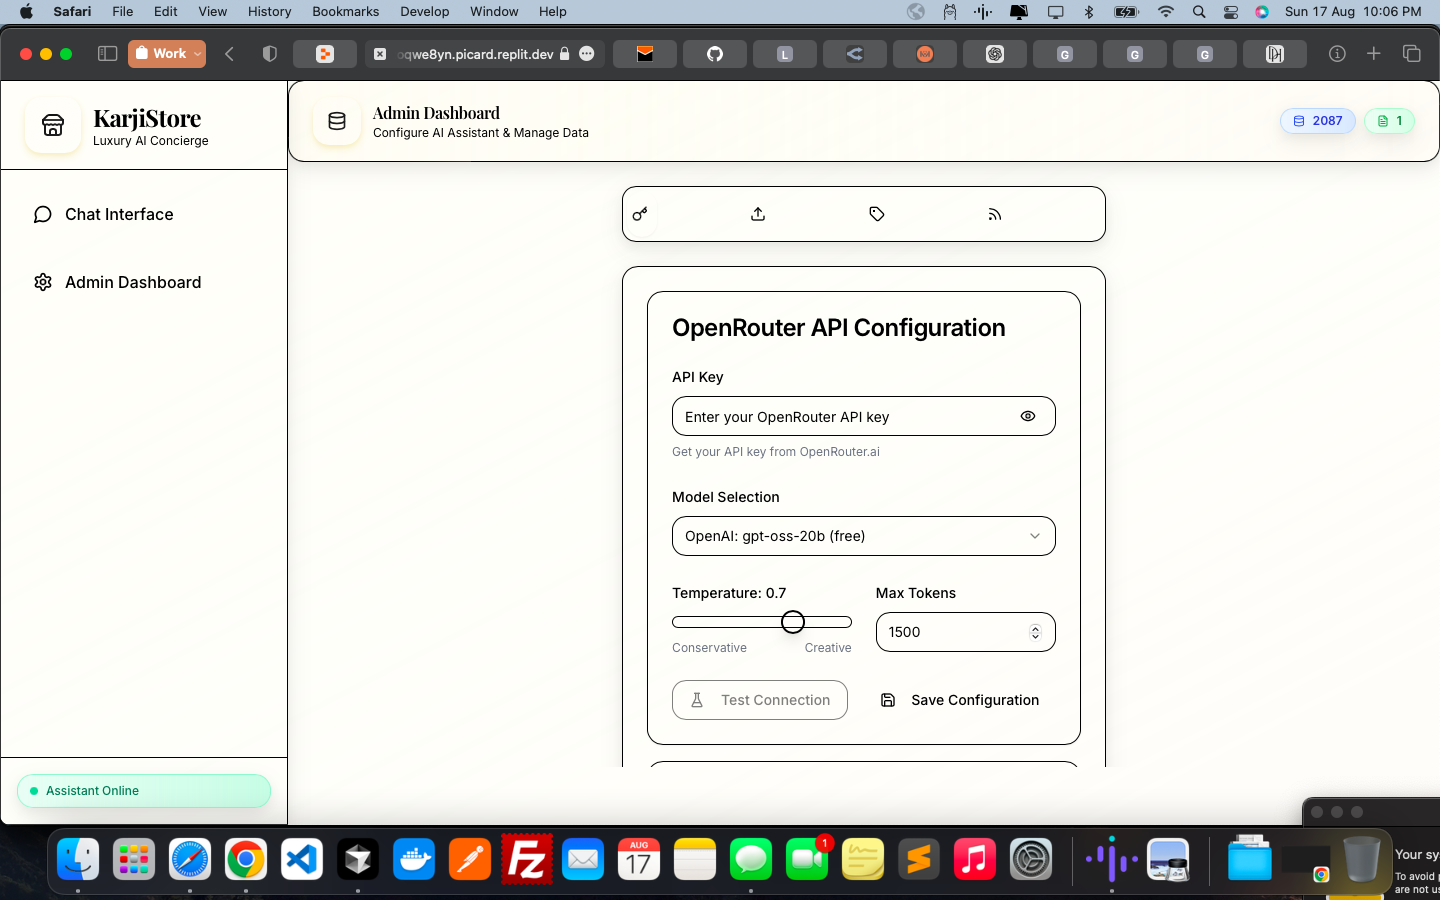 Safari File Edit View History Bookmarks Develop Window Help Sun 17 Aug 10:06 PM
Work qwe8yn.picard.replit.dev L G G G
KarjiStore
Luxury AI Concierge
Admin Dashboard
Configure AI Assistant & Manage Data
2087 1
Chat Interface
Admin Dashboard
OpenRouter API Configuration
API Key
Enter your OpenRouter API key
Get your API key from OpenRouter.ai
Model Selection
OpenAI: gpt-oss-20b (free)
Temperature: 0.7 Max Tokens
1500
Conservative Creative
Test Connection Save Configuration
Assistant Online
AUG
17
Fz
1
Your sy
To avoid
are not us